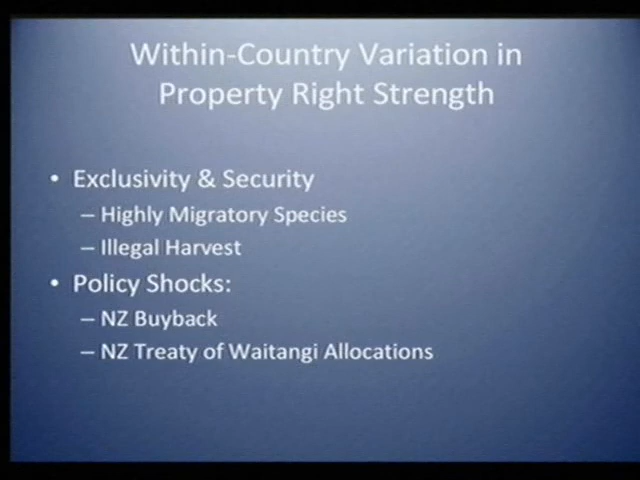 Within-Country Variation in
Property Right Strength
• Exclusivity & Security
– Highly Migratory Species
– Illegal Harvest
• Policy Shocks:
– NZ Buyback
– NZ Treaty of Waitangi Allocations